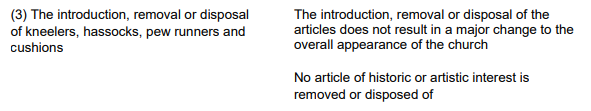 (3) The introduction, removal or disposal
of kneelers, hassocks, pew runners and
cushions
The introduction, removal or disposal of the
articles does not result in a major change to the
overall appearance of the church
No article of historic or artistic interest is
removed or disposed of